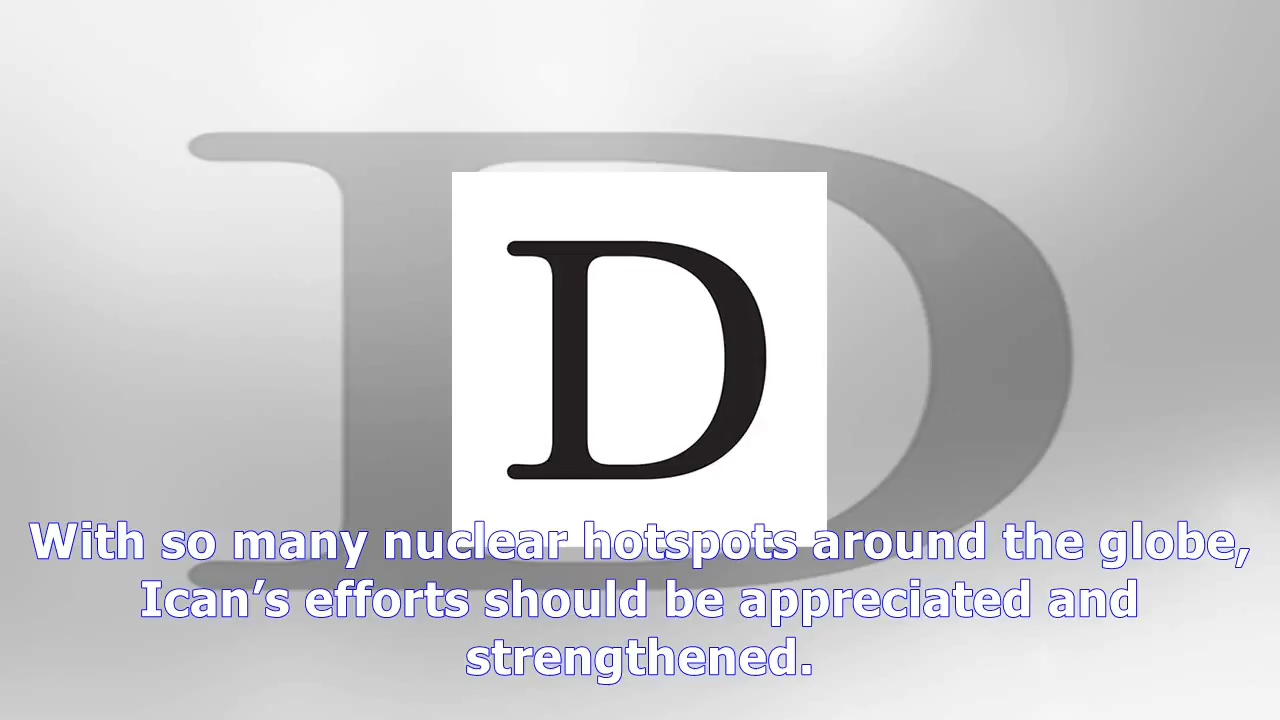 D
With so many nuclear hotspots around the globe,
Ican’s efforts should be appreciated and
strengthened.